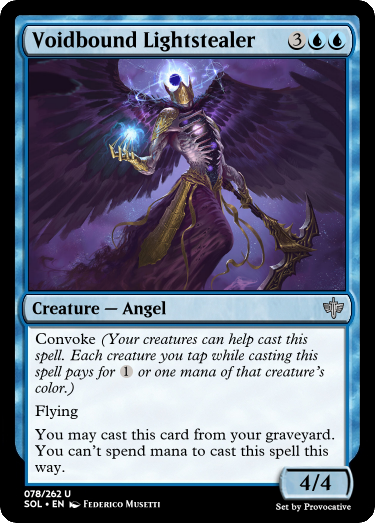 Voidbound Lightstealer 3UU
Creature — Angel
Convoke (Your creatures can help cast this
spell. Each creature you tap while casting this
spell pays for 1 or one mana of that creature's
color.)
Flying
You may cast this card from your graveyard.
You can't spend mana to cast this spell this
way.
4/4
078/262 U
SOL • EN Federico Musetti
Set by Provocative